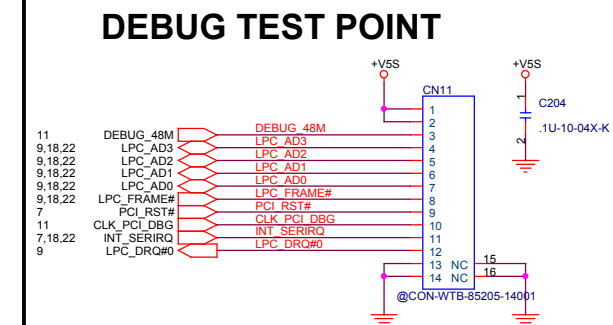 DEBUG TEST POINT
+V5S
+V5S
CN11
C204
1
.1U-10-04X-K
2
1
2
11 DEBUG_48M DEBUG_48M 3
9,18,22 LPC_AD3 LPC_AD3 4
9,18,22 LPC_AD2 LPC_AD2 5
9,18,22 LPC_AD1 LPC_AD1 6
9,18,22 LPC_AD0 LPC_AD0 7
9,18,22 LPC_FRAME# LPC_FRAME# 8
7 PCI_RST# PCI_RST# 9
11 CLK_PCI_DBG CLK_PCI_DBG 10
7,18,22 INT_SERIRQ INT_SERIRQ 11
9 LPC_DRQ#0 LPC_DRQ#0 12
13 NC 15
14 NC 16
@CON-WTB-85205-14001